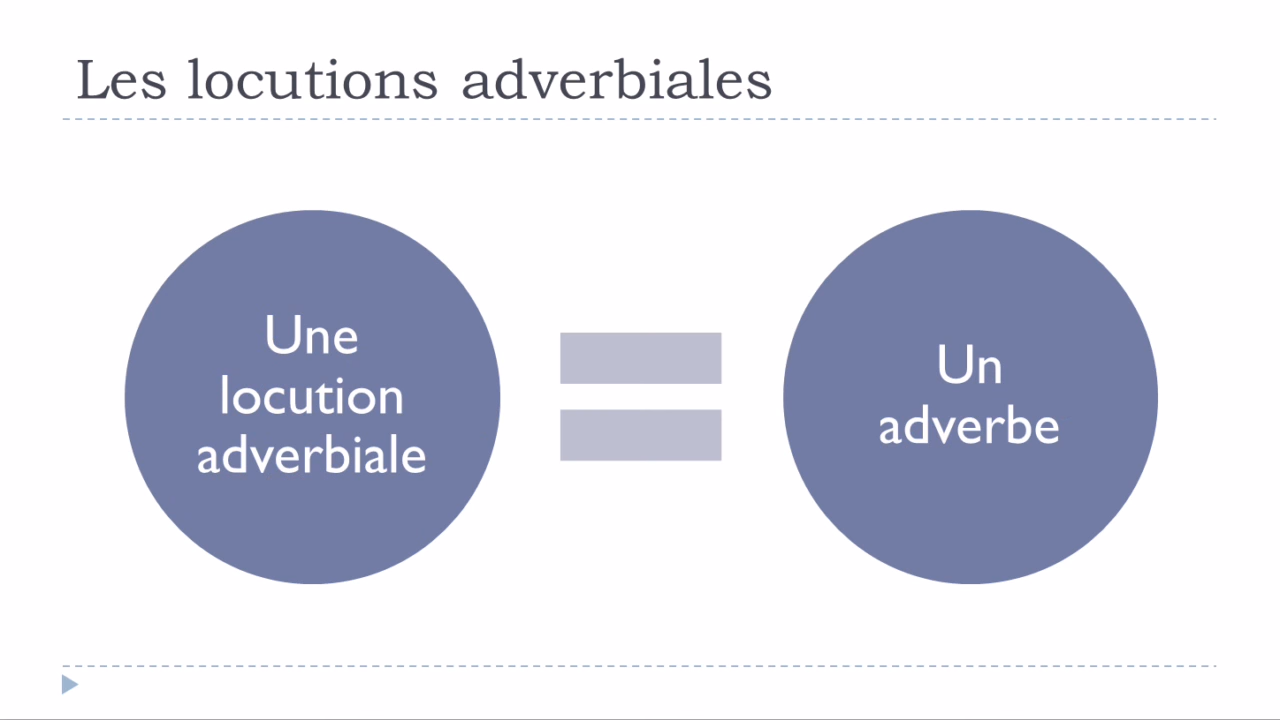 Les locutions adverbiales
Une
locution
adverbiale
Un
adverbe